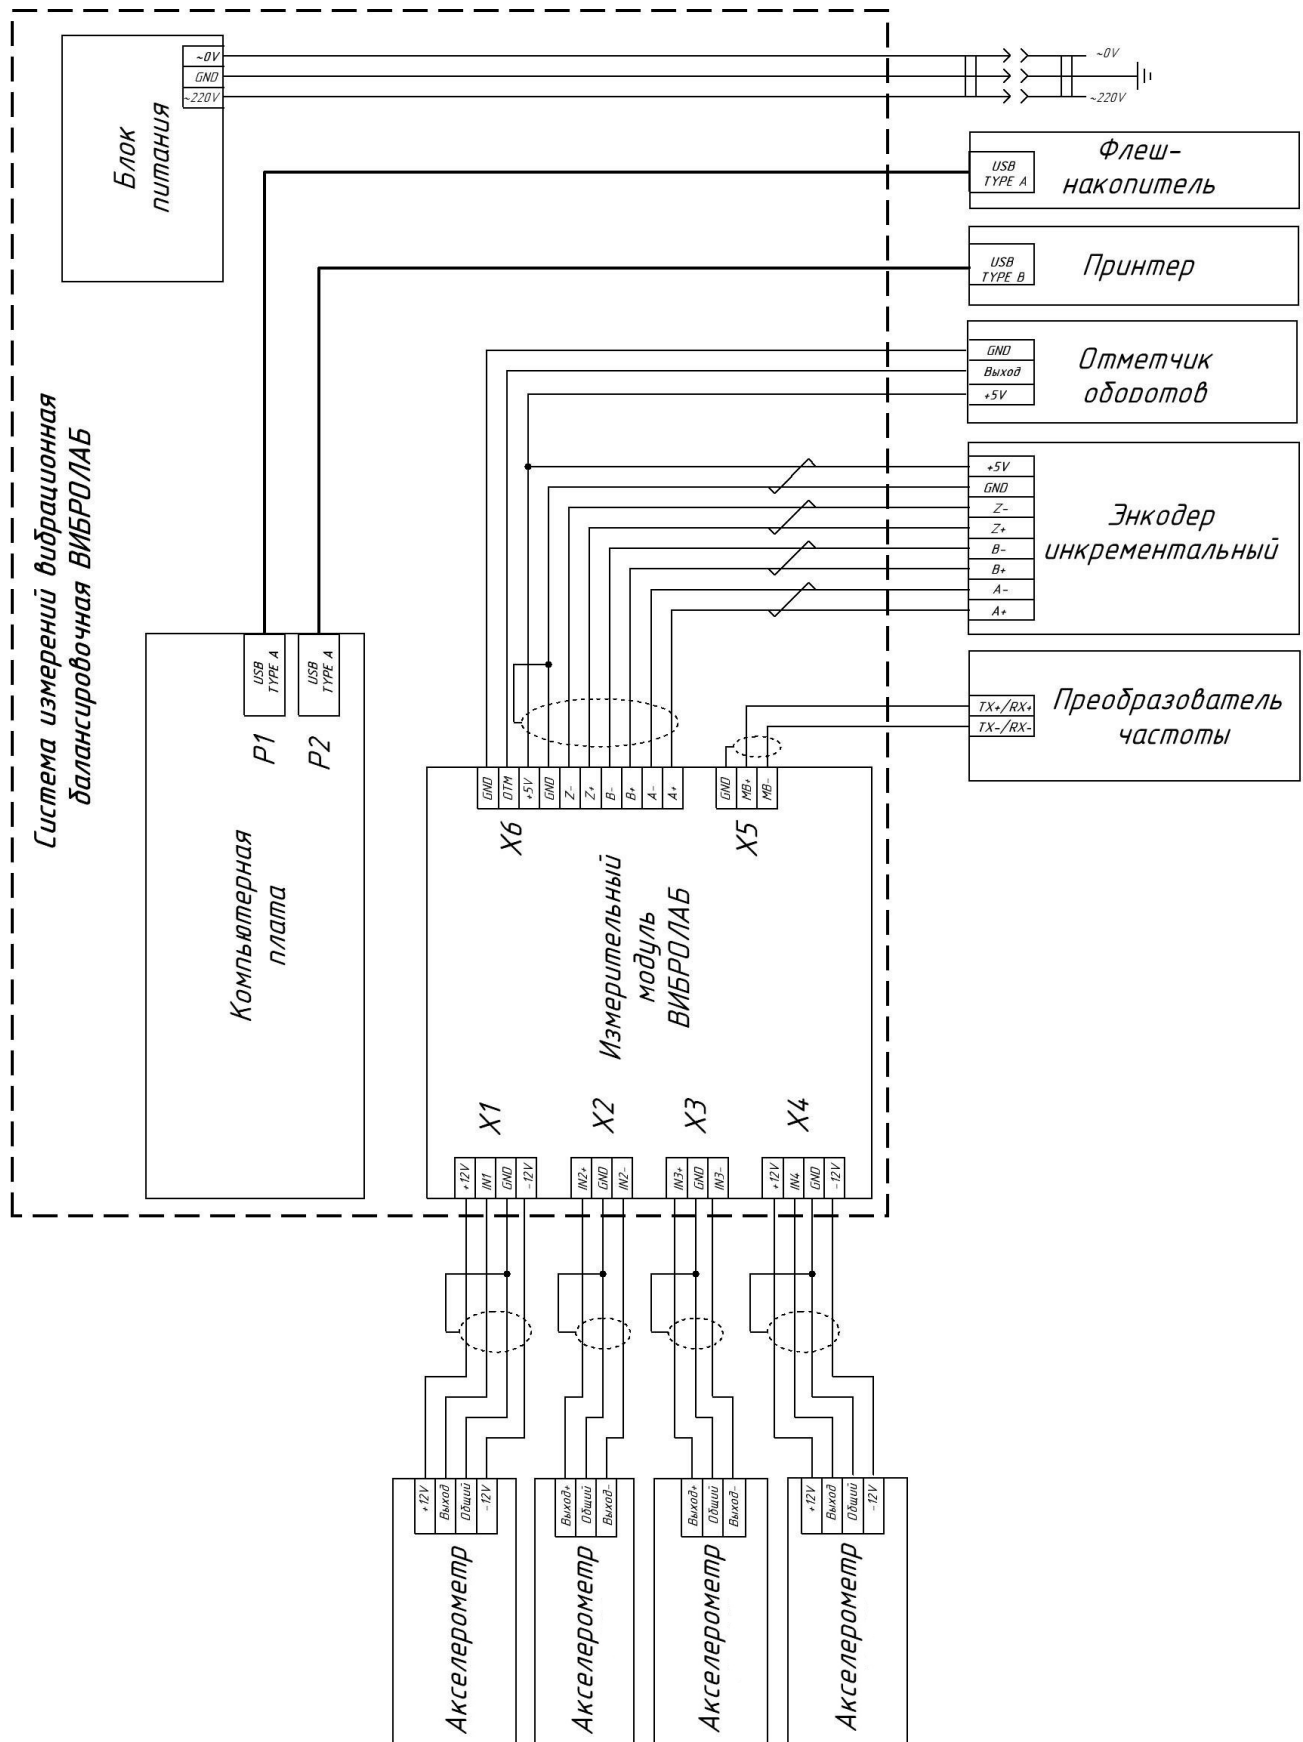 ~0V
GND
~220V
Блок
питания
~0V
~220V
USB
TYPE A
Флеш-
накопитель
USB
TYPE B
Принтер
GND
Выход
+5V
Отметчик
оборотов
+5V
GND
Z-
Z+
B-
B+
A-
A+
Энкодер
инкрементальный
TX+/RX+
TX-/RX-
Преобразователь
частоты
Система измерений вибрационная
балансировочная ВИБРОЛАБ
USB
TYPE A
USB
TYPE A
P1
P2
Компьютерная
плата
GND
ОТМ
+5V
GND
Z-
Z+
B-
B+
A-
A+
GND
MB+
MB-
X6
X5
Измерительный
модуль
ВИБРОЛАБ
X1
X2
X3
X4
+12V
IN1
GND
-12V
IN2+
GND
IN2-
IN3+
GND
IN3-
+12V
IN4
GND
-12V
+12V
Выход
Общий
-12V
Выход+
Общий
Выход-
Выход+
Общий
Выход-
+12V
Выход
Общий
-12V
Акселерометр
Акселерометр
Акселерометр
Акселерометр